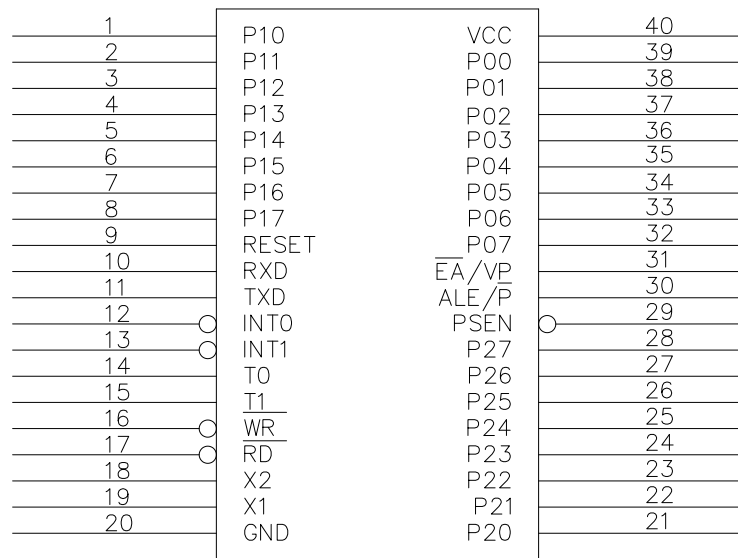 1 P10 VCC 40
2 P11 P00 39
3 P12 P01 38
4 P13 P02 37
5 P14 P03 36
6 P15 P04 35
7 P16 P05 34
8 P17 P06 33
9 RESET P07 32
10 RXD E̅A̅/VP 31
11 TXD ALE/P̅ 30
12 INT0 PSEN 29
13 INT1 P27 28
14 T0 P26 27
15 T1 P25 26
16 W̅R̅ P24 25
17 R̅D̅ P23 24
18 X2 P22 23
19 X1 P21 22
20 GND P20 21